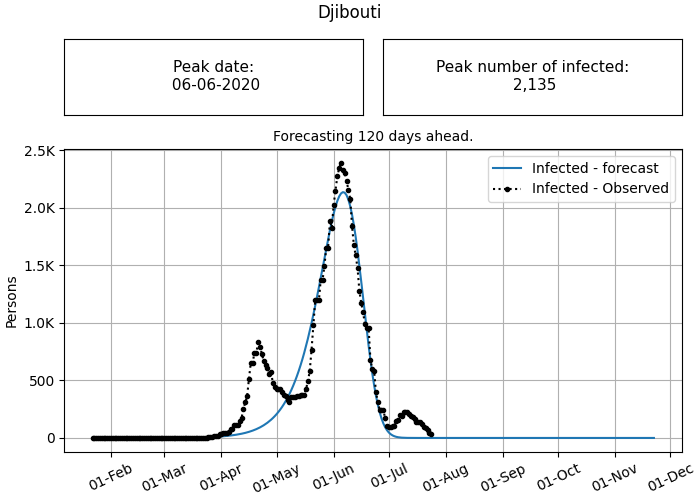 Djibouti
Peak date:
06-06-2020
Peak number of infected:
2,135
Forecasting 120 days ahead.
Infected - forecast
Infected - Observed
Persons
2.5K
2.0K
1.5K
1.0K
500
0
01-Feb
01-Mar
01-Apr
01-May
01-Jun
01-Jul
01-Aug
01-Sep
01-Oct
01-Nov
01-Dec